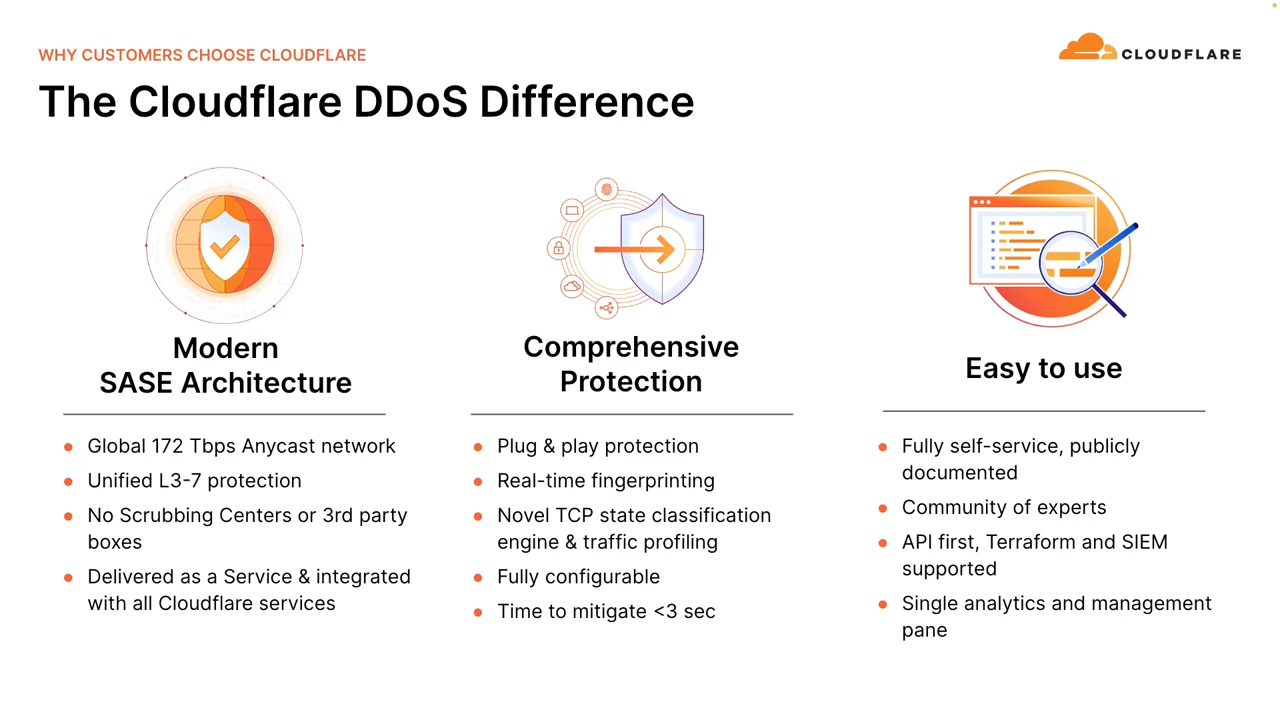 WHY CUSTOMERS CHOOSE CLOUDFLARE
CLOUDFLARE
The Cloudflare DDoS Difference
Modern
SASE Architecture
Global 172 Tbps Anycast network
Unified L3-7 protection
No Scrubbing Centers or 3rd party
boxes
Delivered as a Service & integrated
with all Cloudflare services
Comprehensive
Protection
Plug & play protection
Real-time fingerprinting
Novel TCP state classification
engine & traffic profiling
Fully configurable
Time to mitigate <3 sec
Easy to use
Fully self-service, publicly
documented
Community of experts
API first, Terraform and SIEM
supported
Single analytics and management
pane